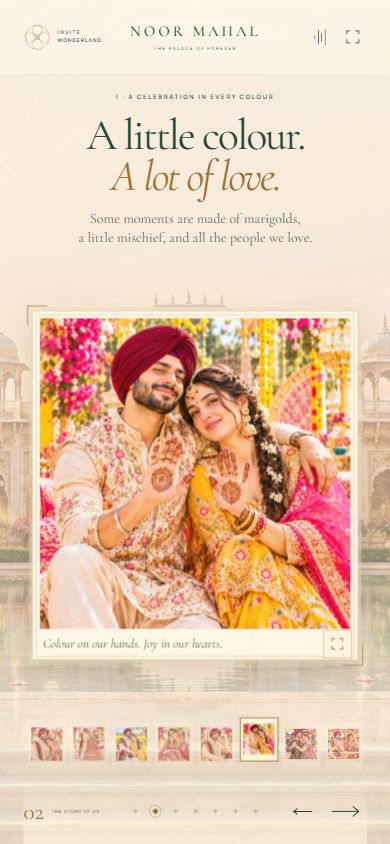 INVITE
WONDERLAND
NOOR MAHAL
THE PALACE OF FOREVER
I · A CELEBRATION IN EVERY COLOUR
A little colour.
A lot of love.
Some moments are made of marigolds,
a little mischief, and all the people we love.
Colour on our hands. Joy in our hearts.
02
THE STORY OF US